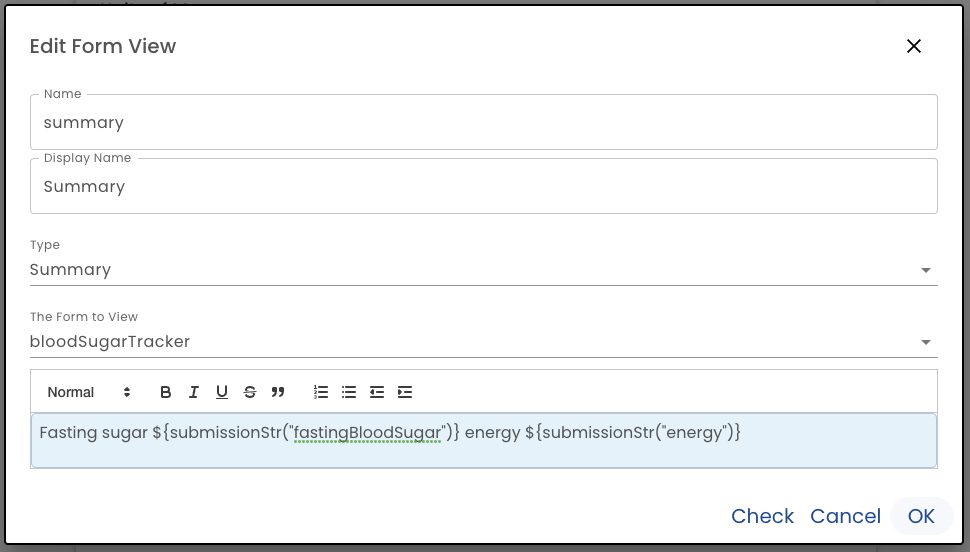 Edit Form View
Name
summary
Display Name
Summary
Type
Summary
The Form to View
bloodSugarTracker
Normal B I U S ”
Fasting sugar ${submissionStr("fastingBloodSugar")} energy ${submissionStr("energy")}
Check Cancel OK